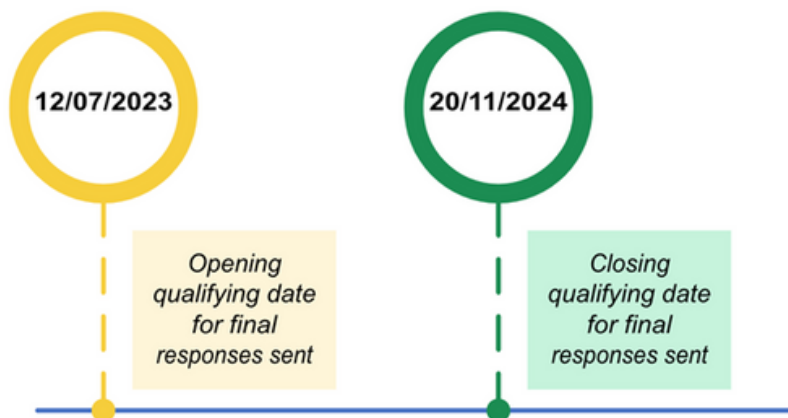 12/07/2023
20/11/2024
Opening
qualifying date
for final
responses sent
Closing
qualifying date
for final
responses sent